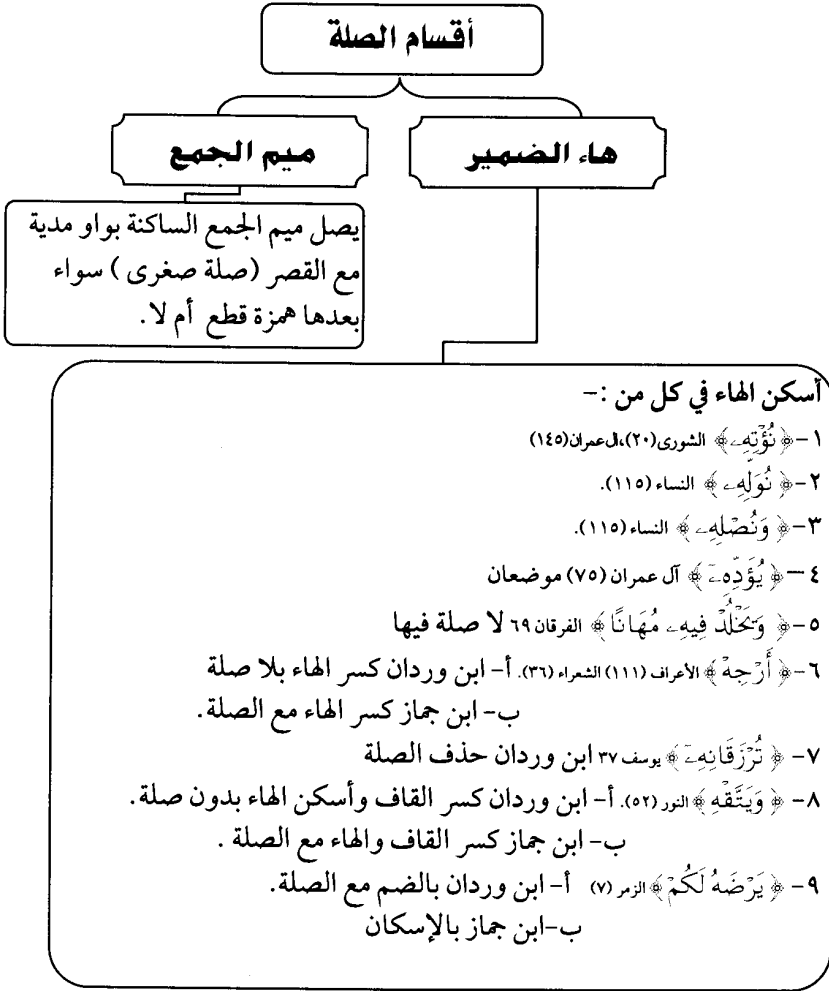 أقسام الصلة
هاء الضمير
ميم الجمع
يصل ميم الجمع الساكنة بواو مدية
مع القصر (صلة صغرى) سواء
بعدها همزة قطع أم لا.
أسكن الهاء في كل من :-
١-﴿نُؤْتِهِۦ﴾ الشورى(٢٠)،ال عمران(١٤٥)
٢-﴿نُوَلِّهِۦ﴾ النساء (١١٥).
٣-﴿وَنُصْلِهِۦ﴾ النساء (١١٥).
٤-﴿يُؤَدِّهِۦٓ﴾ آل عمران (٧٥) موضعان
٥-﴿وَيَخْلُدْ فِيهِۦ مُهَانًا﴾ الفرقان ٦٩ لا صلة فيها
٦-﴿أَرْجِهْ﴾ الأعراف (١١١) الشعراء (٣٦). أ- ابن وردان كسر الهاء بلا صلة
ب- ابن جماز كسر الهاء مع الصلة.
٧-﴿تُرْزَقَانِهِۦٓ﴾ يوسف ٣٧ ابن وردان حذف الصلة
٨-﴿وَيَتَّقْهِ﴾ النور (٥٢). أ- ابن وردان كسر القاف وأسكن الهاء بدون صلة.
ب- ابن جماز كسر القاف والهاء مع الصلة .
٩-﴿يَرْضَهُ لَكُمْ﴾ الزمر (٧) أ- ابن وردان بالضم مع الصلة.
ب-ابن جماز بالإسكان